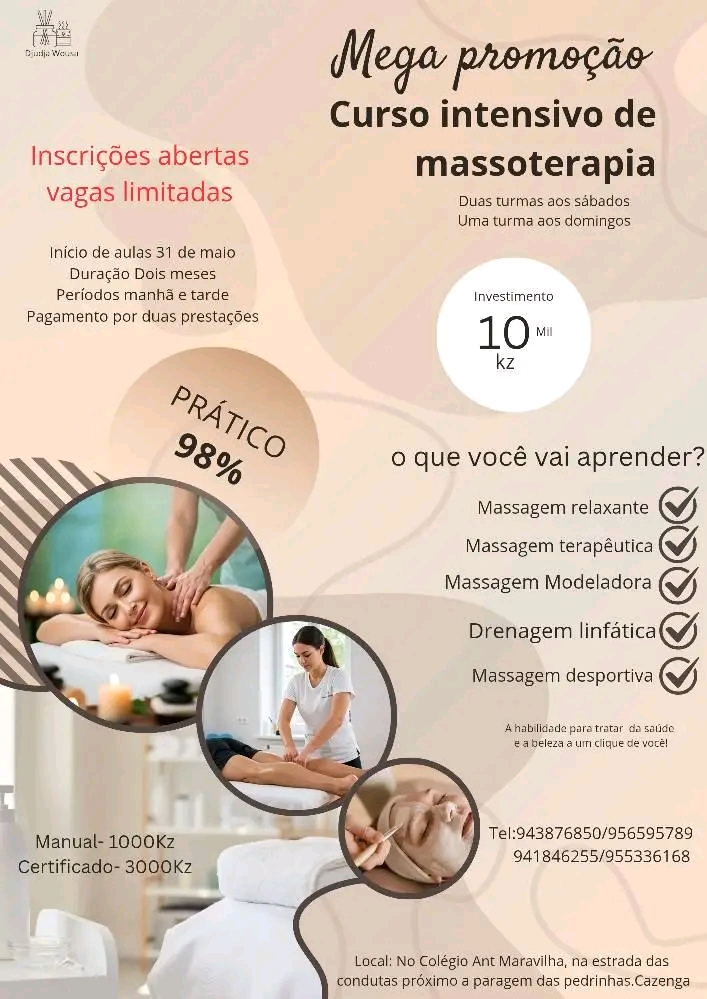 Djudja Wousa
Mega promoção
Curso intensivo de
massoterapia
Duas turmas aos sábados
Uma turma aos domingos
Inscrições abertas
vagas limitadas
Início de aulas 31 de maio
Duração Dois meses
Períodos manhã e tarde
Pagamento por duas prestações
Investimento
10 Mil
kz
PRÁTICO
98%
o que você vai aprender?
Massagem relaxante
Massagem terapêutica
Massagem Modeladora
Drenagem linfática
Massagem desportiva
A habilidade para tratar da saúde
e a beleza a um clique de você!
Manual- 1000Kz
Certificado- 3000Kz
Tel:943876850/956595789
941846255/955336168
Local: No Colégio Ant Maravilha, na estrada das
condutas próximo a paragem das pedrinhas.Cazenga